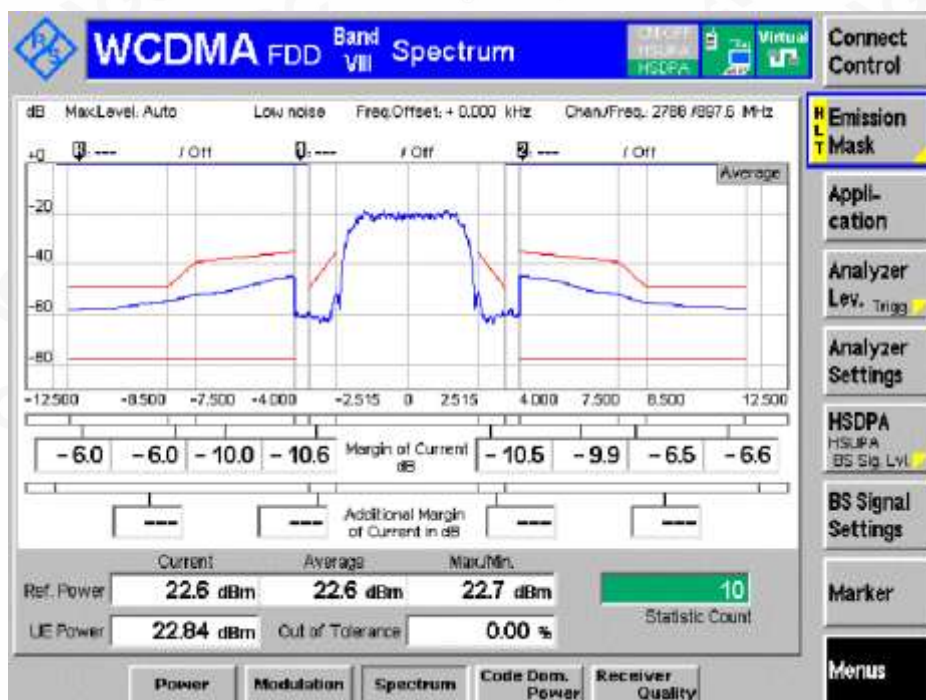 R S
WCDMA FDD Band VIII Spectrum
HSDPA
Virtual
Connect Control
dB Max.Level: Auto Low noise Freq.Offset: + 0.000 kHz Chan./Freq.: 2788 /897.6 MHz
+0 --- / Off 1: --- / Off 2: --- / Off
Average
-20
-40
-60
-80
-12.500 -8.500 -7.500 -4.000 -2.515 0 2.515 4.000 7.500 8.500 12.500
-6.0 -6.0 -10.0 -10.6 Margin of Current dB -10.5 -9.9 -6.5 -6.6
--- --- Additional Margin of Current in dB --- ---
Current Average Max./Min.
Ref. Power 22.6 dBm 22.6 dBm 22.7 dBm 10
Statistic Count
UE Power 22.84 dBm Out of Tolerance 0.00 %
Power Modulation Spectrum Code Dom. Power Receiver Quality
RLT
Emission Mask
Appli-
cation
Analyzer
Lev. Trigg
Analyzer
Settings
HSDPA
HSUPA
BS Sig. Lvl.
BS Signal
Settings
Marker
Menus